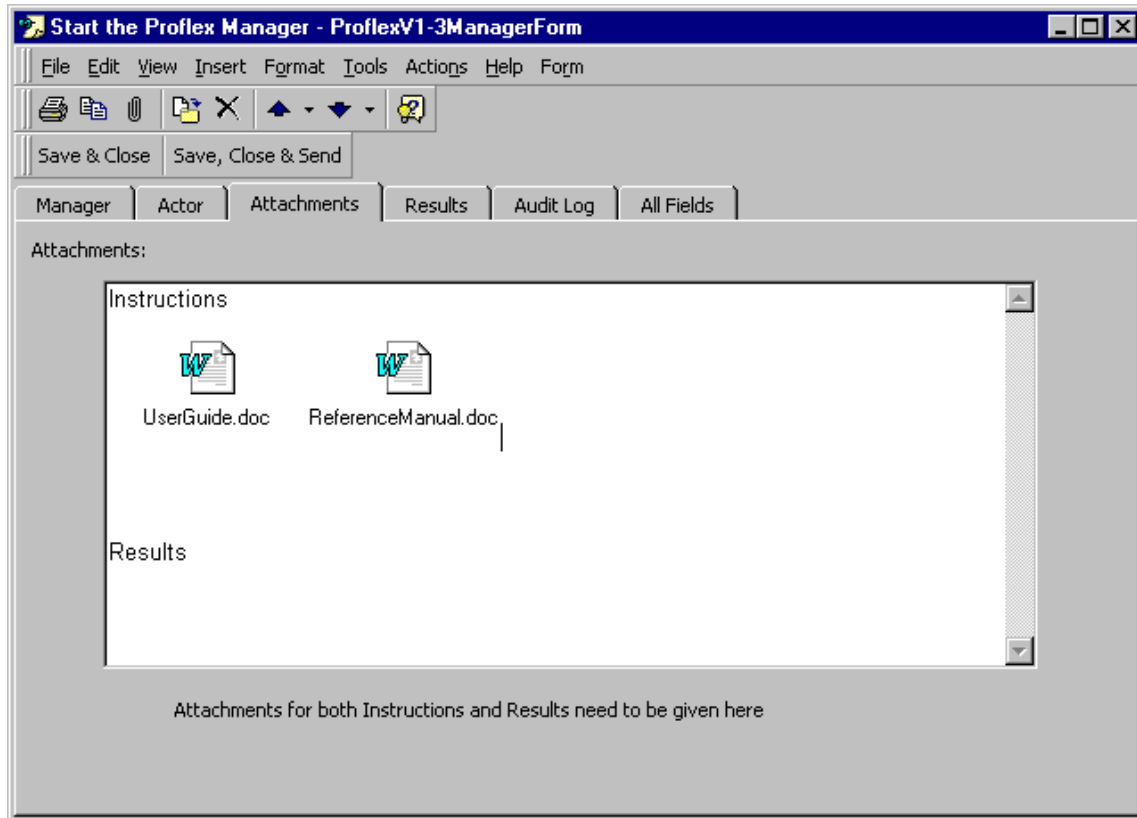 Start the Proflex Manager - ProflexV1-3ManagerForm
File Edit View Insert Format Tools Actions Help Form
Save & Close Save, Close & Send
Manager Actor Attachments Results Audit Log All Fields
Attachments:
Instructions
UserGuide.doc ReferenceManual.doc
Results
Attachments for both Instructions and Results need to be given here